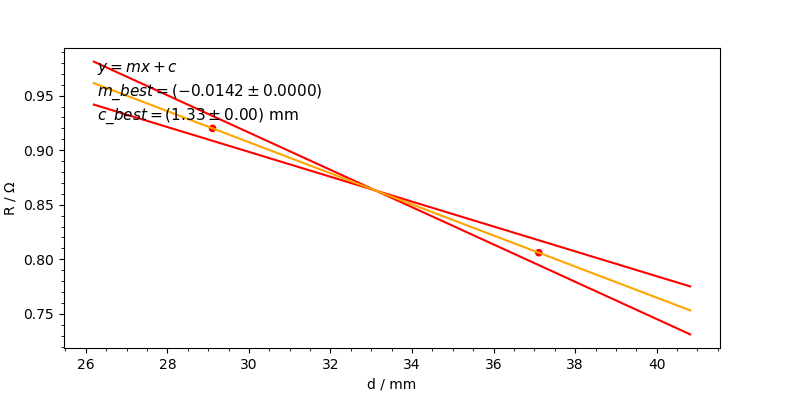 y = mx + c
m_best = (−0.0142 ± 0.0000)
c_best = (1.33 ± 0.00) mm
0.95
0.90
0.85
0.80
0.75
R / Ω
26 28 30 32 34 36 38 40
d / mm